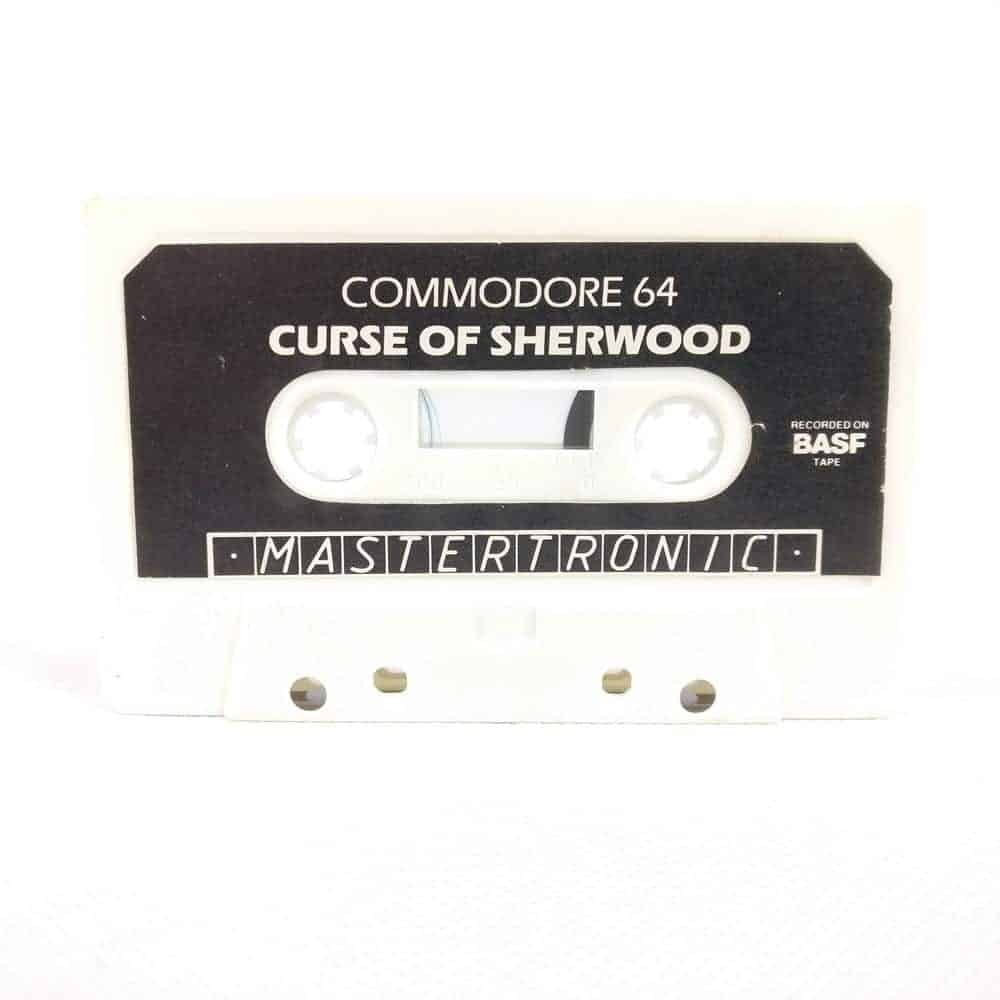 COMMODORE 64
CURSE OF SHERWOOD
RECORDED ON
BASF
TAPE
· MASTERTRONIC ·